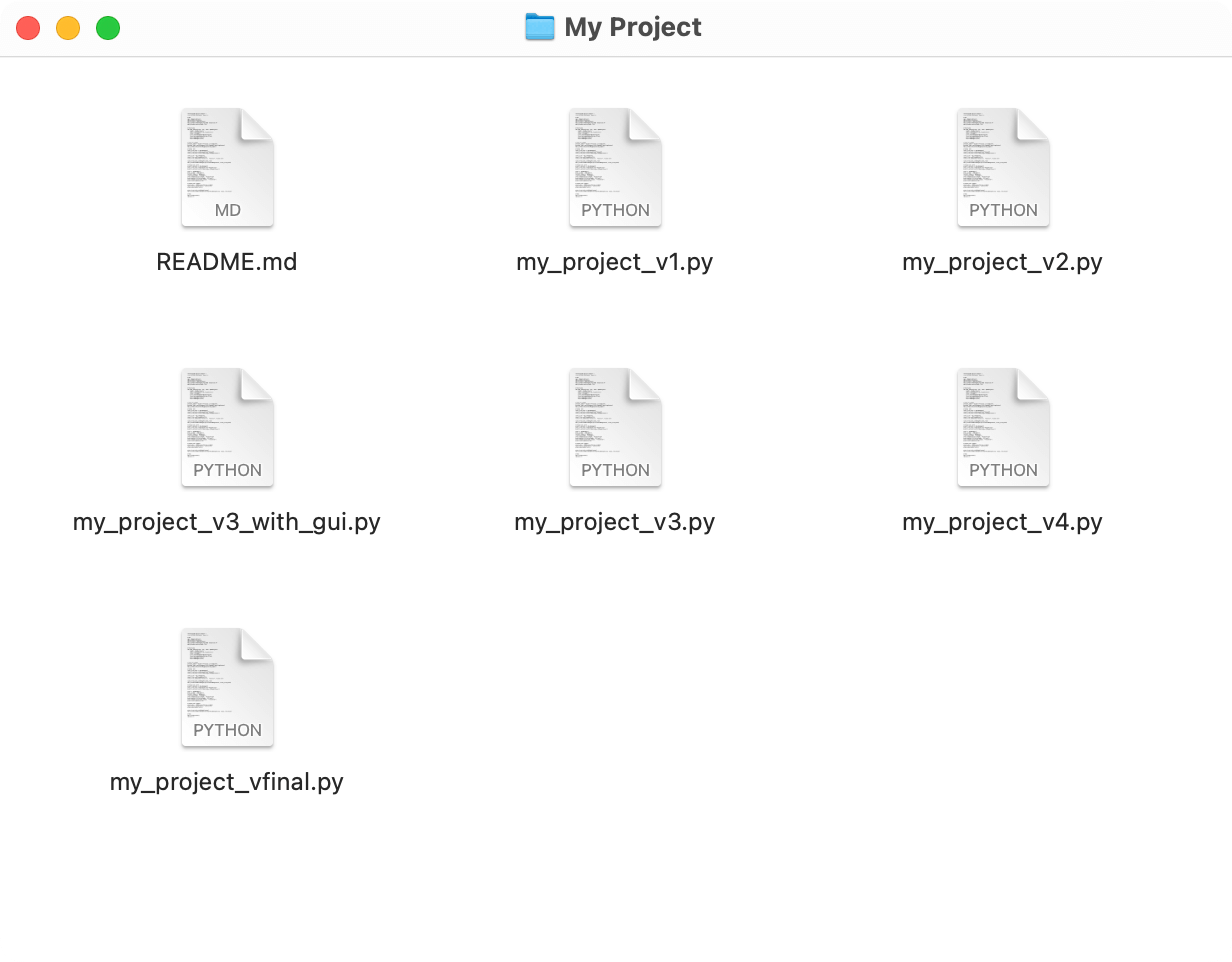 My Project
MD
PYTHON
PYTHON
README.md
my_project_v1.py
my_project_v2.py
PYTHON
PYTHON
PYTHON
my_project_v3_with_gui.py
my_project_v3.py
my_project_v4.py
PYTHON
my_project_vfinal.py